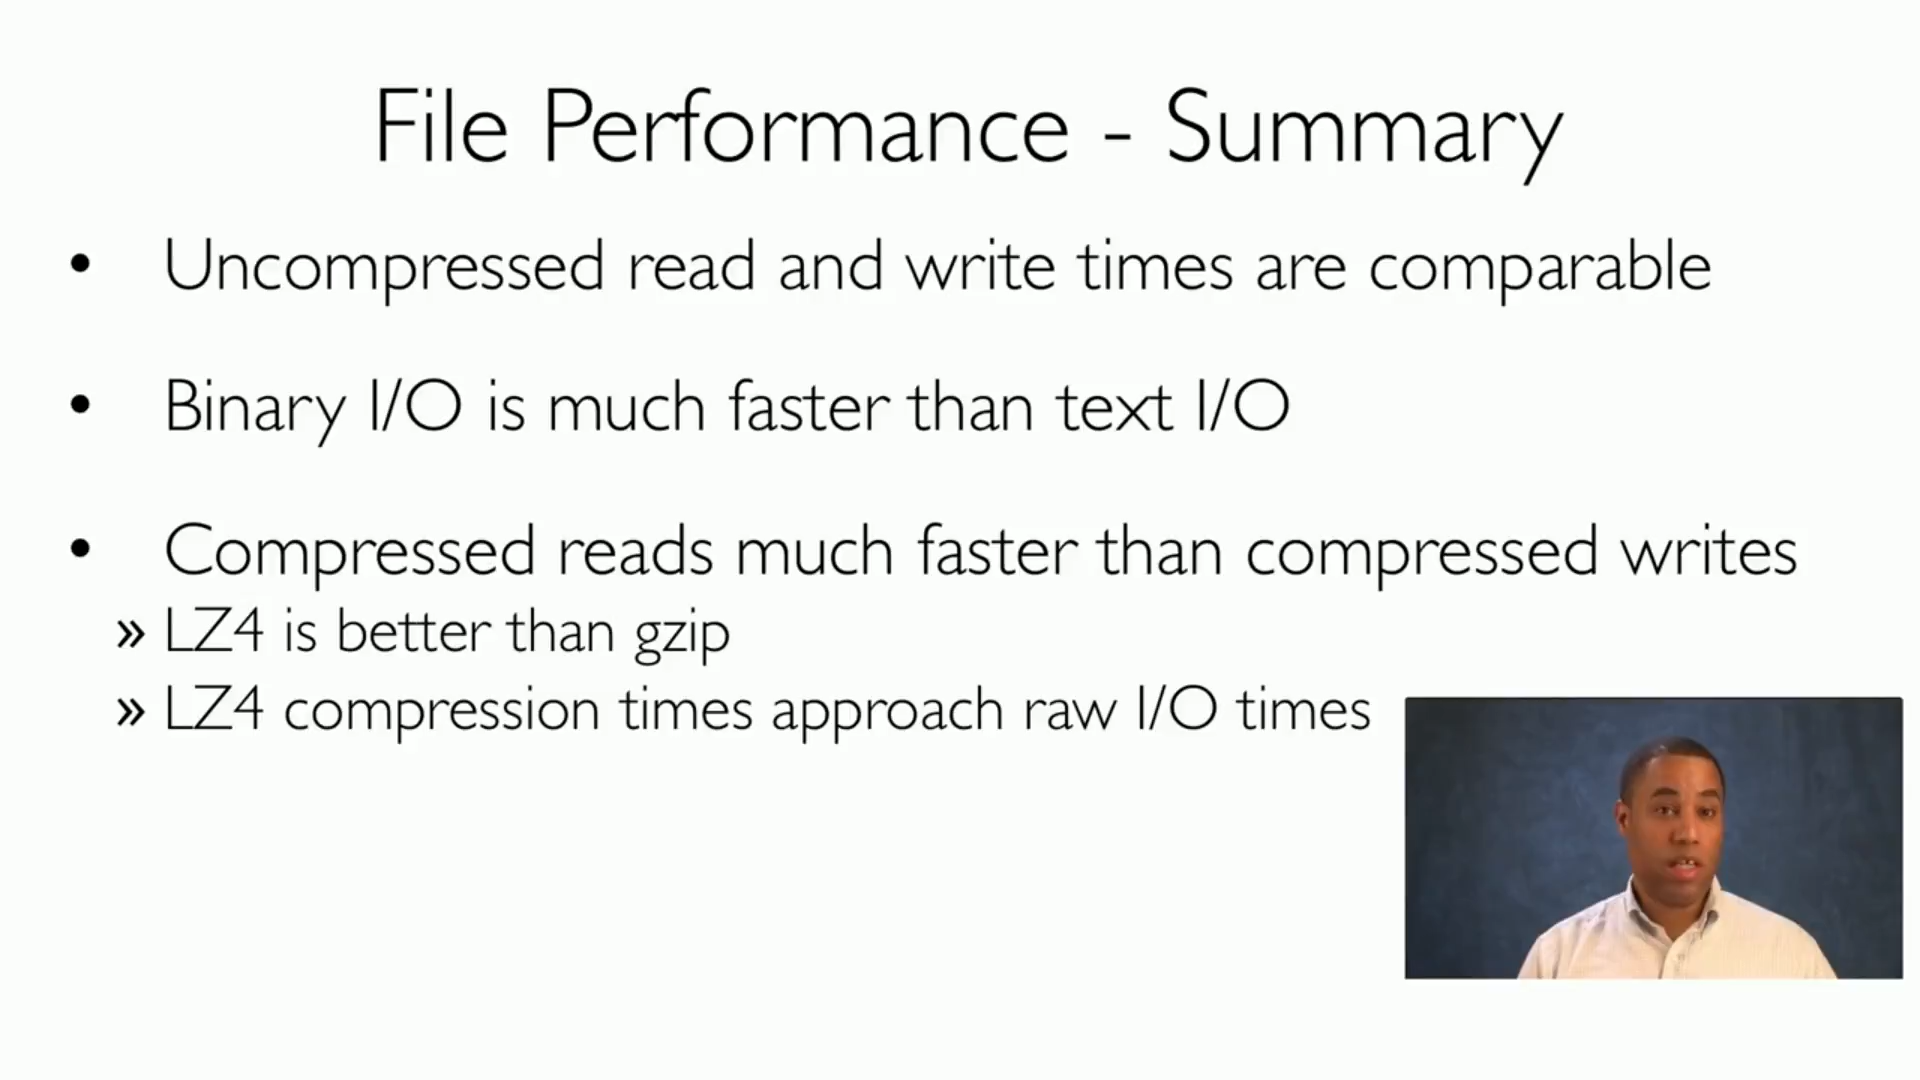 File Performance - Summary
• Uncompressed read and write times are comparable
• Binary I/O is much faster than text I/O
• Compressed reads much faster than compressed writes
» LZ4 is better than gzip
» LZ4 compression times approach raw I/O times